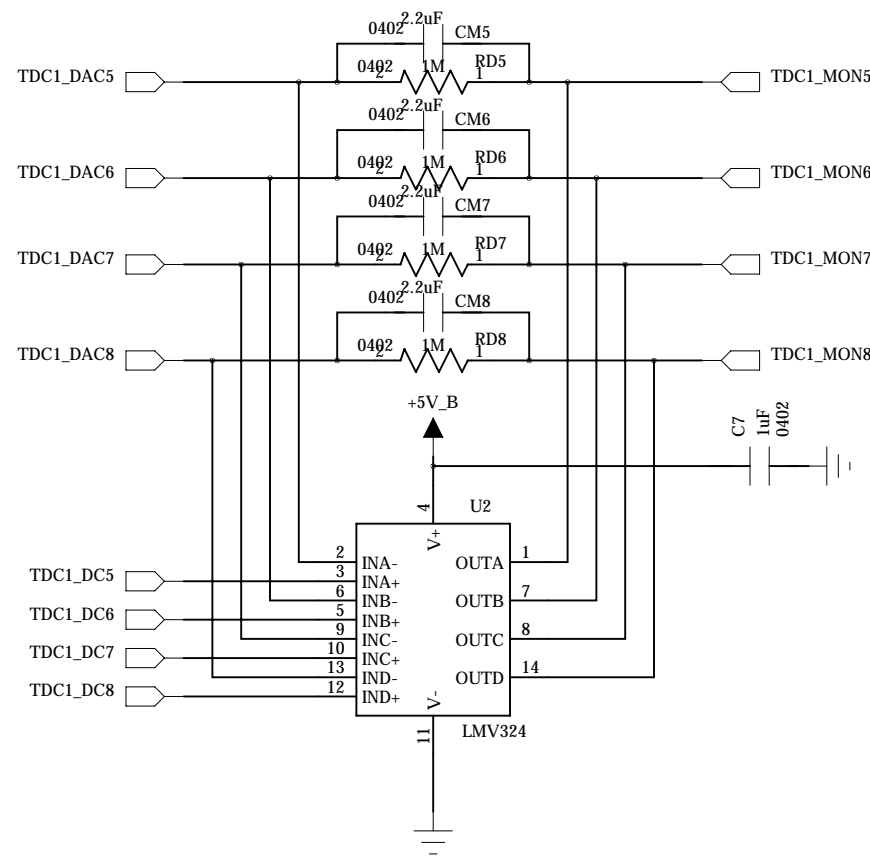 2.2uF
0402 CM5
TDC1_DAC5 0402 2 1M RD5 1 TDC1_MON5
2.2uF
0402 CM6
TDC1_DAC6 0402 2 1M RD6 1 TDC1_MON6
2.2uF
0402 CM7
TDC1_DAC7 0402 2 1M RD7 1 TDC1_MON7
2.2uF
0402 CM8
TDC1_DAC8 0402 2 1M RD8 1 TDC1_MON8
+5V_B
C7
1uF
0402
4 U2
V+
2 INA- OUTA 1
TDC1_DC5 3 INA+
6 INB- OUTB 7
TDC1_DC6 5 INB+
9 INC- OUTC 8
TDC1_DC7 10 INC+
13 IND- OUTD 14
TDC1_DC8 12 IND+
V-
11 LMV324